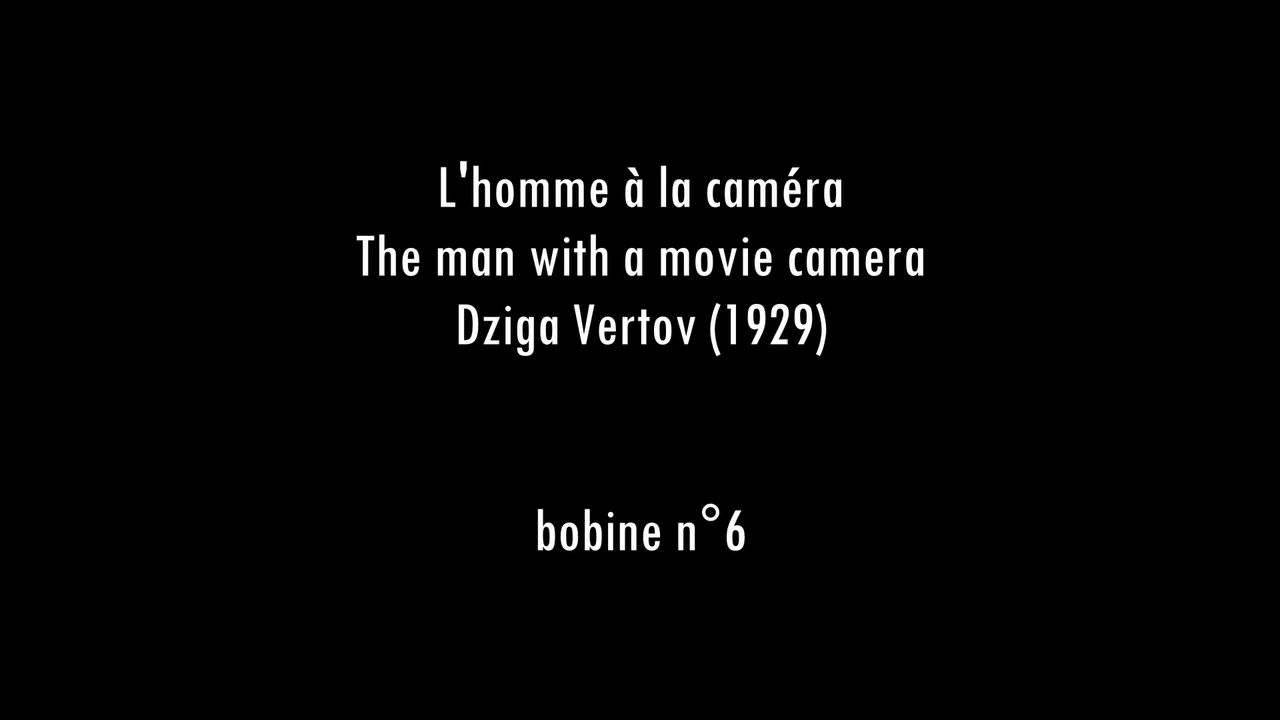 L'homme à la caméra
The man with a movie camera
Dziga Vertov (1929)
bobine n°6